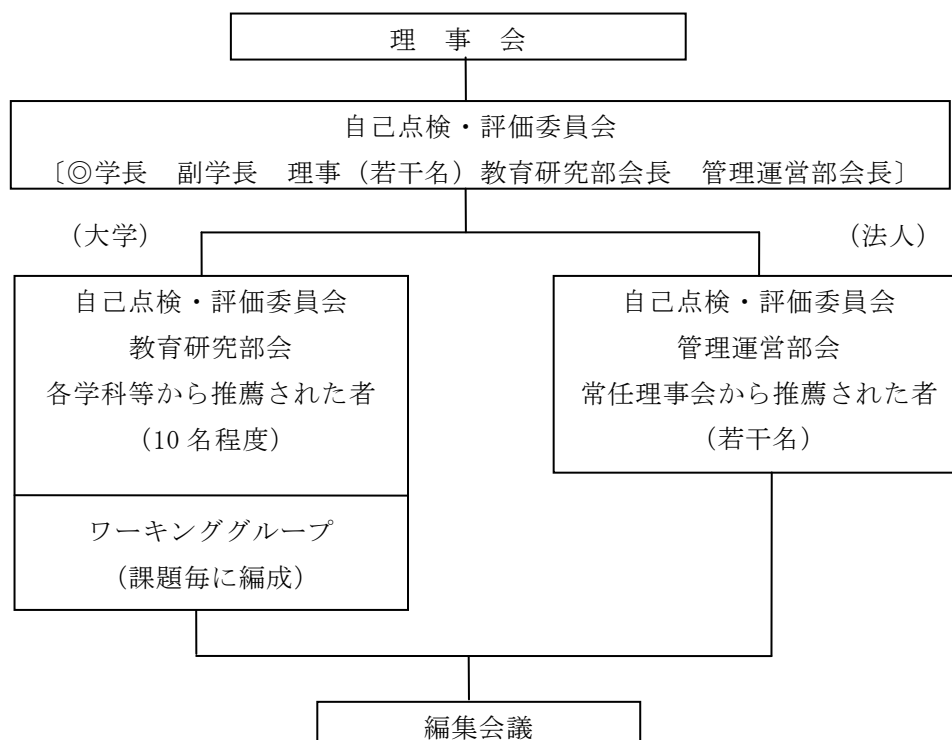 理 事 会
自己点検・評価委員会
〔◎学長 副学長 理事（若干名）教育研究部会長 管理運営部会長〕
（大学）
（法人）
自己点検・評価委員会
教育研究部会
各学科等から推薦された者
（10 名程度）
ワーキンググループ
（課題毎に編成）
自己点検・評価委員会
管理運営部会
常任理事会から推薦された者
（若干名）
編集会議